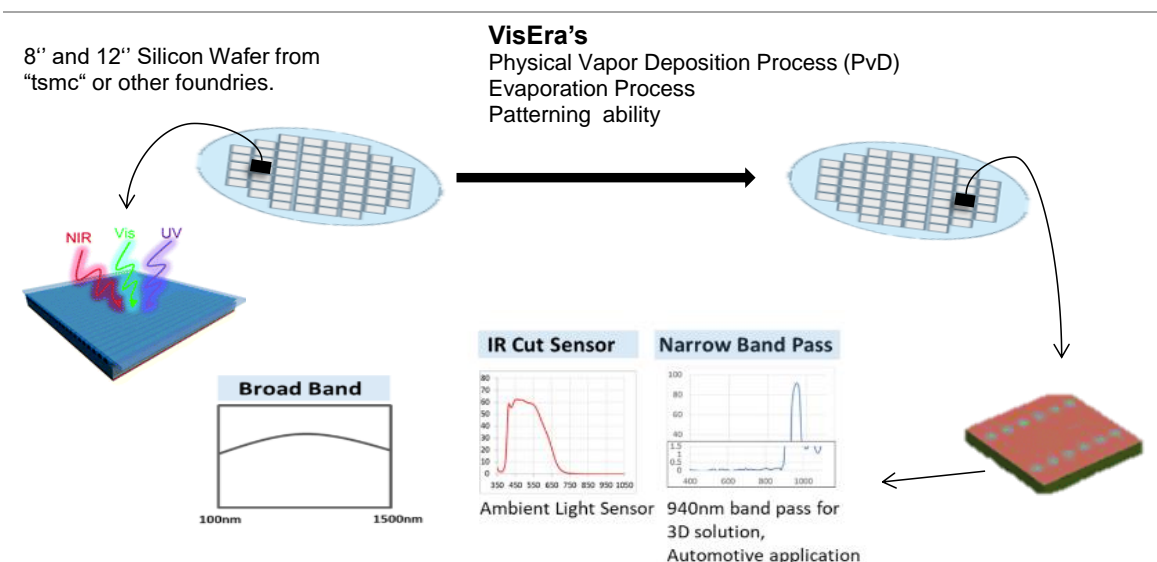 8‘’ and 12‘’ Silicon Wafer from
“tsmc“ or other foundries.
VisEra's
Physical Vapor Deposition Process (PvD)
Evaporation Process
Patterning ability
NIR
Vis
UV
Broad Band
100nm
1500nm
IR Cut Sensor
80
70
60
50
40
30
20
10
0
350 450 550 650 750 850 950 1050
Ambient Light Sensor
Narrow Band Pass
100
80
60
40
1.5
1
0.5
0
400 600 800 1000
940nm band pass for
3D solution,
Automotive application